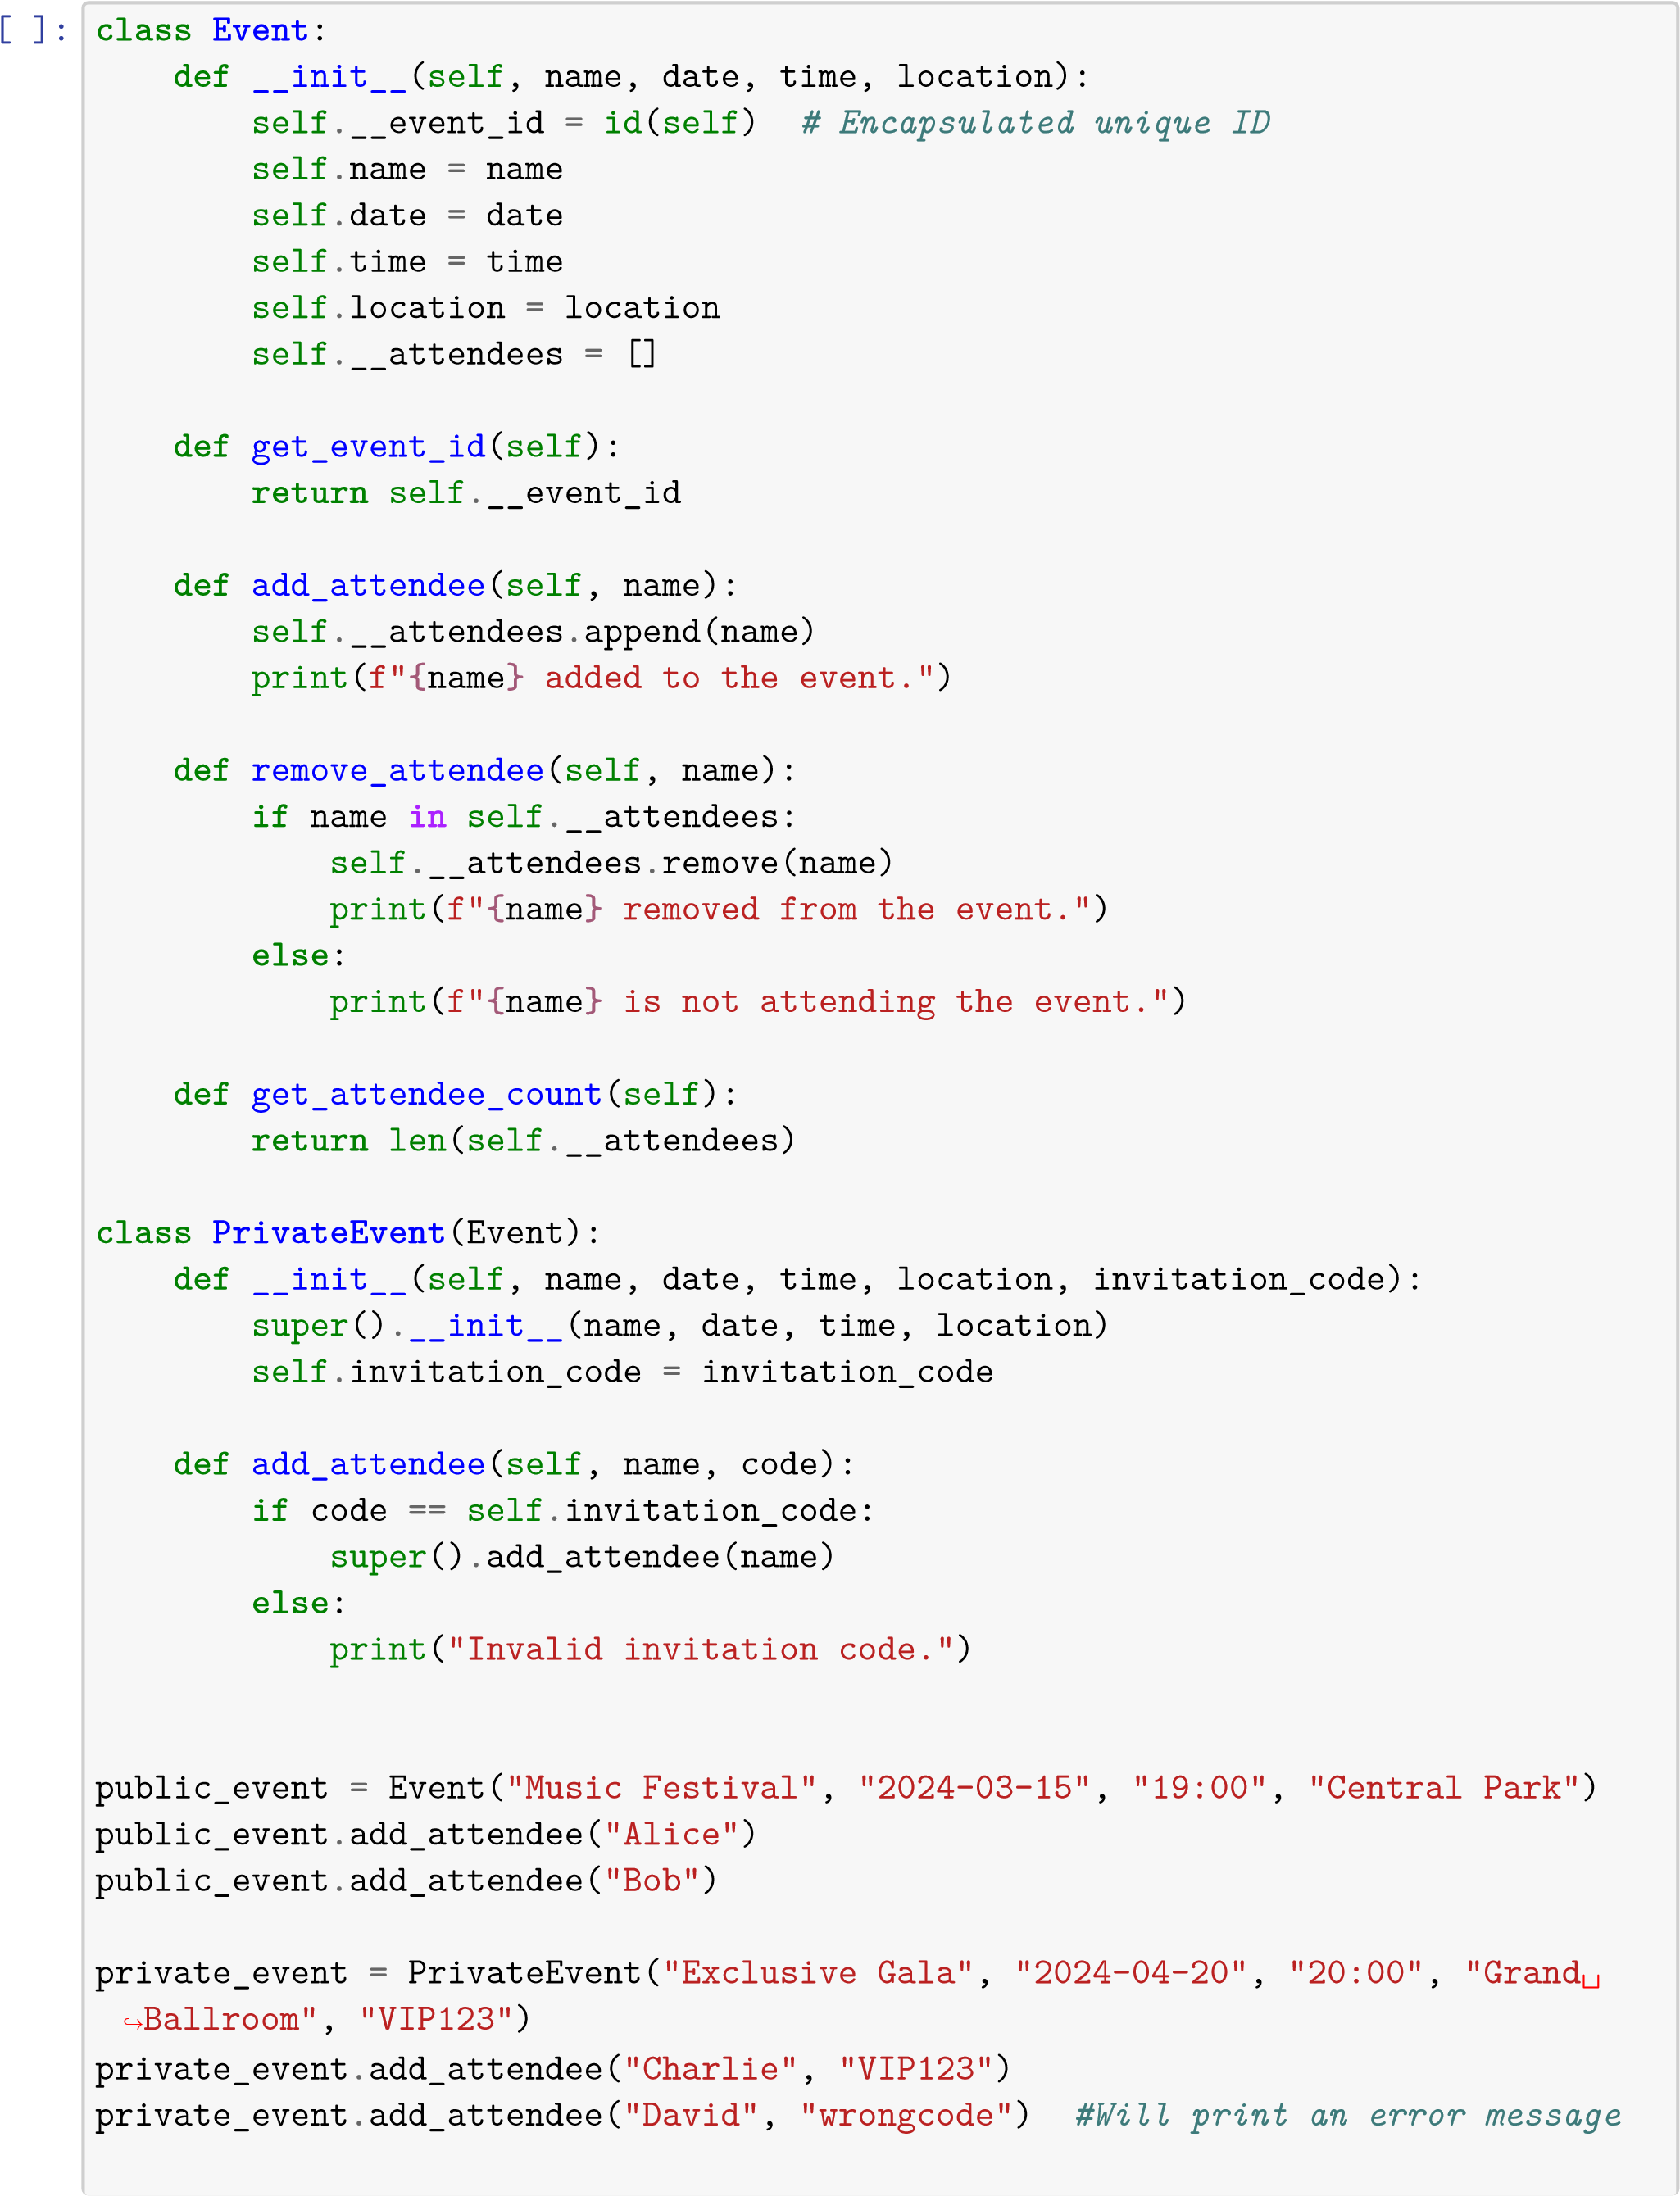 [ ]: class Event:
    def __init__(self, name, date, time, location):
        self.__event_id = id(self)  # Encapsulated unique ID
        self.name = name
        self.date = date
        self.time = time
        self.location = location
        self.__attendees = []

    def get_event_id(self):
        return self.__event_id

    def add_attendee(self, name):
        self.__attendees.append(name)
        print(f"{name} added to the event.")

    def remove_attendee(self, name):
        if name in self.__attendees:
            self.__attendees.remove(name)
            print(f"{name} removed from the event.")
        else:
            print(f"{name} is not attending the event.")

    def get_attendee_count(self):
        return len(self.__attendees)

class PrivateEvent(Event):
    def __init__(self, name, date, time, location, invitation_code):
        super().__init__(name, date, time, location)
        self.invitation_code = invitation_code

    def add_attendee(self, name, code):
        if code == self.invitation_code:
            super().add_attendee(name)
        else:
            print("Invalid invitation code.")


public_event = Event("Music Festival", "2024-03-15", "19:00", "Central Park")
public_event.add_attendee("Alice")
public_event.add_attendee("Bob")

private_event = PrivateEvent("Exclusive Gala", "2024-04-20", "20:00", "Grand␣
↪Ballroom", "VIP123")
private_event.add_attendee("Charlie", "VIP123")
private_event.add_attendee("David", "wrongcode")  #Will print an error message